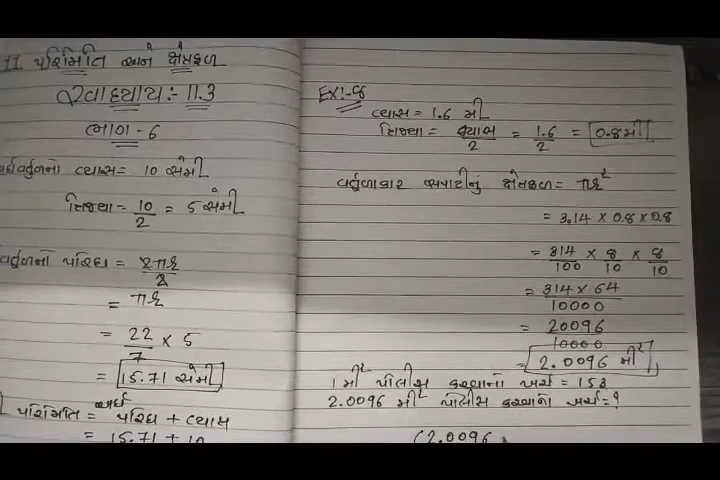 11 પરિમિતિ અને ક્ષેત્રફળ
સ્વાધ્યાય:- 11.3
ભાગ - 6
અર્ધવર્તુળનો વ્યાસ = 10 સેમી
ત્રિજ્યા = 10/2 = 5 સેમી
વર્તુળનો પરિઘ = 2πr/2
= πr
= 22/7 × 5
= 15.71 સેમી
પરિમિતિ = અર્ધ પરિઘ + વ્યાસ
= 15.71 + 10
Ex:-8
વ્યાસ = 1.6 મી
ત્રિજ્યા = વ્યાસ/2 = 1.6/2 = 0.8 મી
વર્તુળાકાર સપાટીનું ક્ષેત્રફળ = πr²
= 3.14 × 0.8 × 0.8
= 314/100 × 8/10 × 8/10
= 314 × 64/10000
= 20096/10000
= 2.0096 મી²
1 મી² પોલીસ કરવાનો ખર્ચ = 15રૂ
2.0096 મી² પોલીસ કરવાનો ખર્ચ = ?
(2.0096